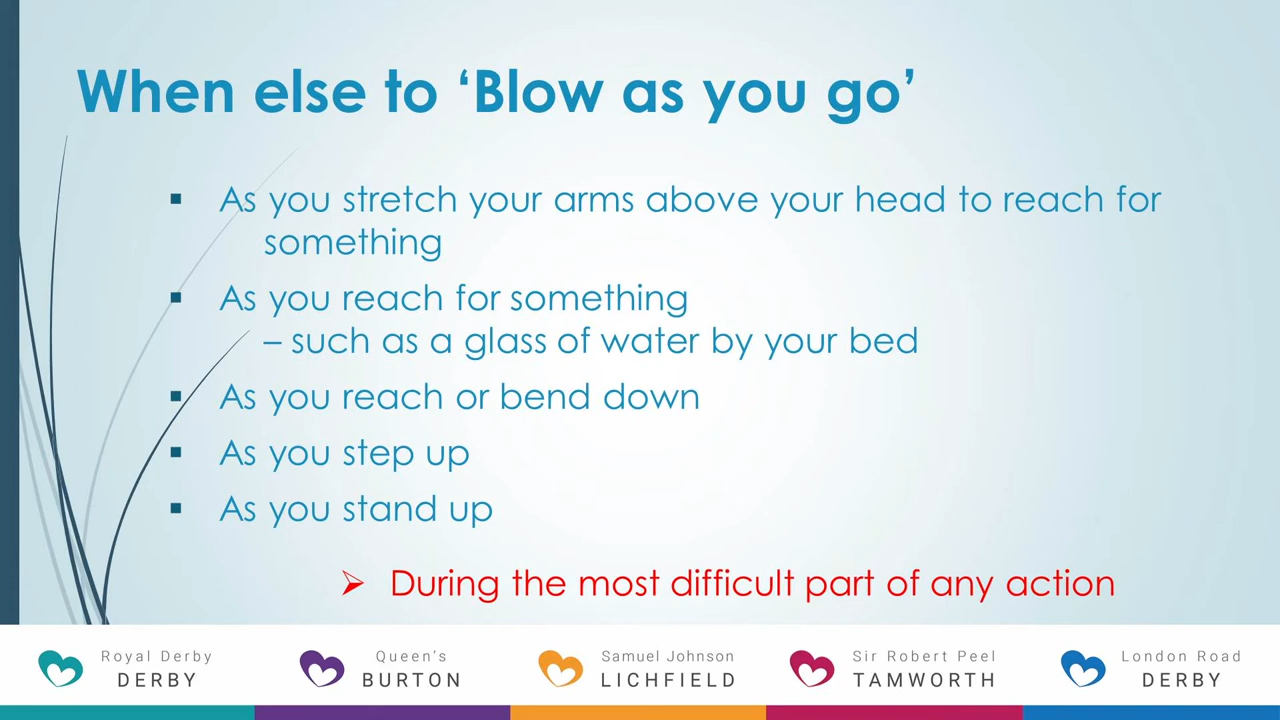 When else to ‘Blow as you go’
▪ As you stretch your arms above your head to reach for
something
▪ As you reach for something
– such as a glass of water by your bed
▪ As you reach or bend down
▪ As you step up
▪ As you stand up
➢ During the most difficult part of any action
Royal Derby
DERBY
Queen's
BURTON
Samuel Johnson
LICHFIELD
Sir Robert Peel
TAMWORTH
London Road
DERBY